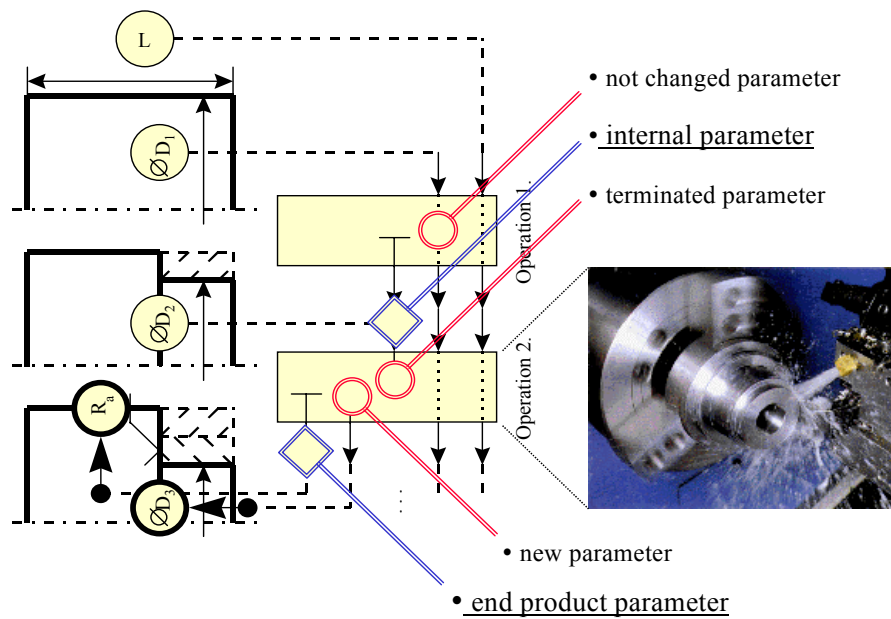 L
• not changed parameter
ØD1
• internal parameter
• terminated parameter
Operation 1.
ØD2
Operation 2.
Ra
ØD3
• new parameter
• end product parameter